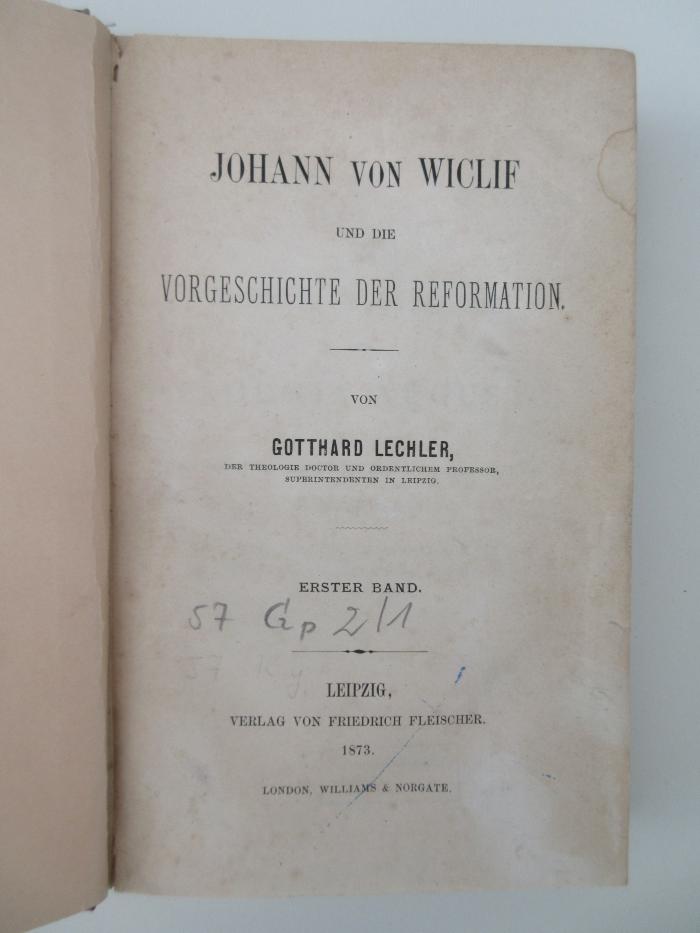 JOHANN VON WICLIF
UND DIE
VORGESCHICHTE DER REFORMATION.
VON
GOTTHARD LECHLER,
DER THEOLOGIE DOCTOR UND ORDENTLICHEM PROFESSOR,
SUPERINTENDENTEN IN LEIPZIG.
ERSTER BAND.
57 Gp 2/1
57 K
LEIPZIG,
VERLAG VON FRIEDRICH FLEISCHER.
1873.
LONDON, WILLIAMS & NORGATE.